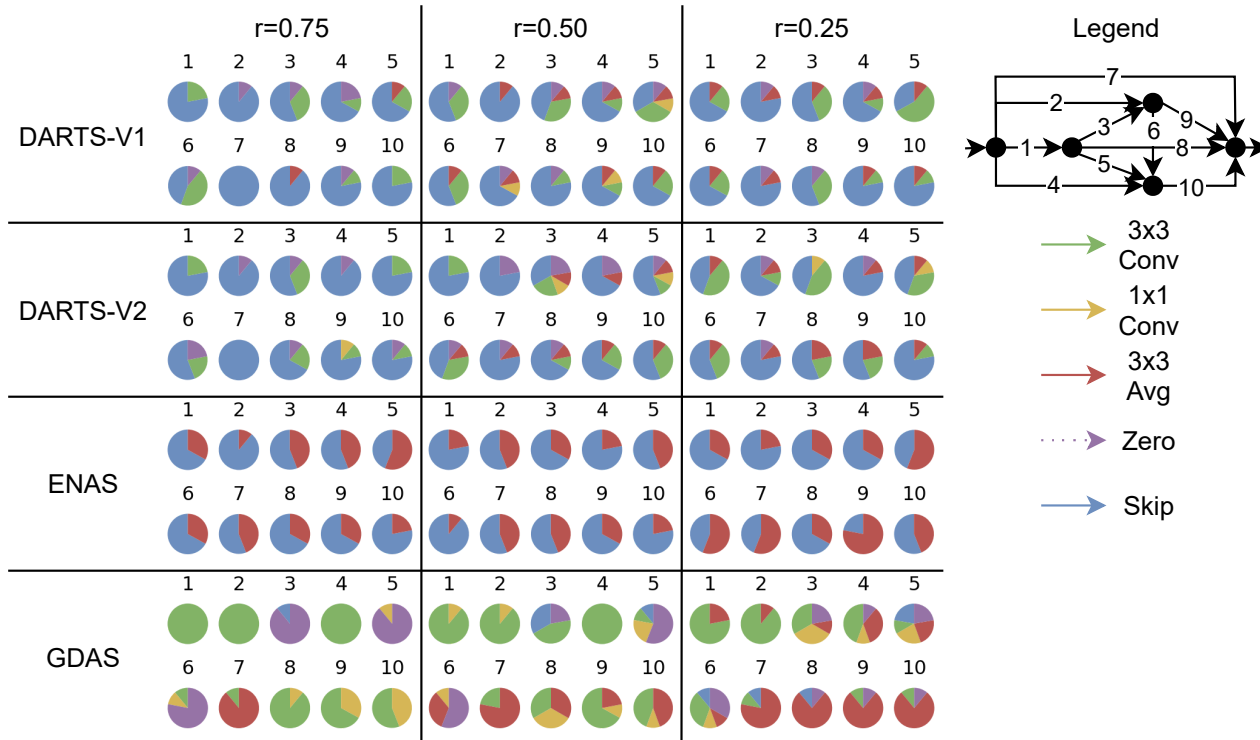 r=0.75 r=0.50 r=0.25 Legend
DARTS-V1
1 2 3 4 5 1 2 3 4 5 1 2 3 4 5
6 7 8 9 10 6 7 8 9 10 6 7 8 9 10
DARTS-V2
1 2 3 4 5 1 2 3 4 5 1 2 3 4 5
6 7 8 9 10 6 7 8 9 10 6 7 8 9 10
ENAS
1 2 3 4 5 1 2 3 4 5 1 2 3 4 5
6 7 8 9 10 6 7 8 9 10 6 7 8 9 10
GDAS
1 2 3 4 5 1 2 3 4 5 1 2 3 4 5
6 7 8 9 10 6 7 8 9 10 6 7 8 9 10
7
2
3 6 9
1 8
5
4 10
3x3
Conv
1x1
Conv
3x3
Avg
Zero
Skip